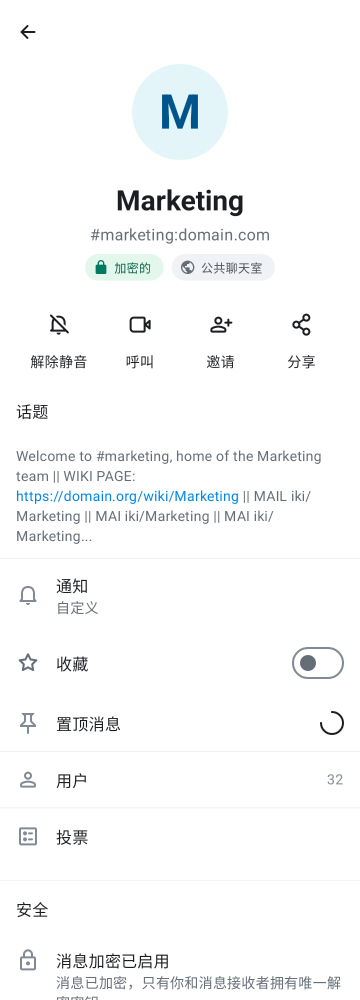 M
Marketing
#marketing:domain.com
加密的 公共聊天室
解除静音 呼叫 邀请 分享
话题
Welcome to #marketing, home of the Marketing
team || WIKI PAGE:
https://domain.org/wiki/Marketing || MAIL iki/
Marketing || MAI iki/Marketing || MAI iki/
Marketing...
通知
自定义
收藏
置顶消息
用户 32
投票
安全
消息加密已启用
消息已加密，只有你和消息接收者拥有唯一解